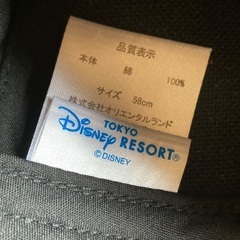 品質表示
本体 綿 100%
サイズ 58cm
株式会社オリエンタルランド
TOKYO
Disney RESORT®
©DISNEY